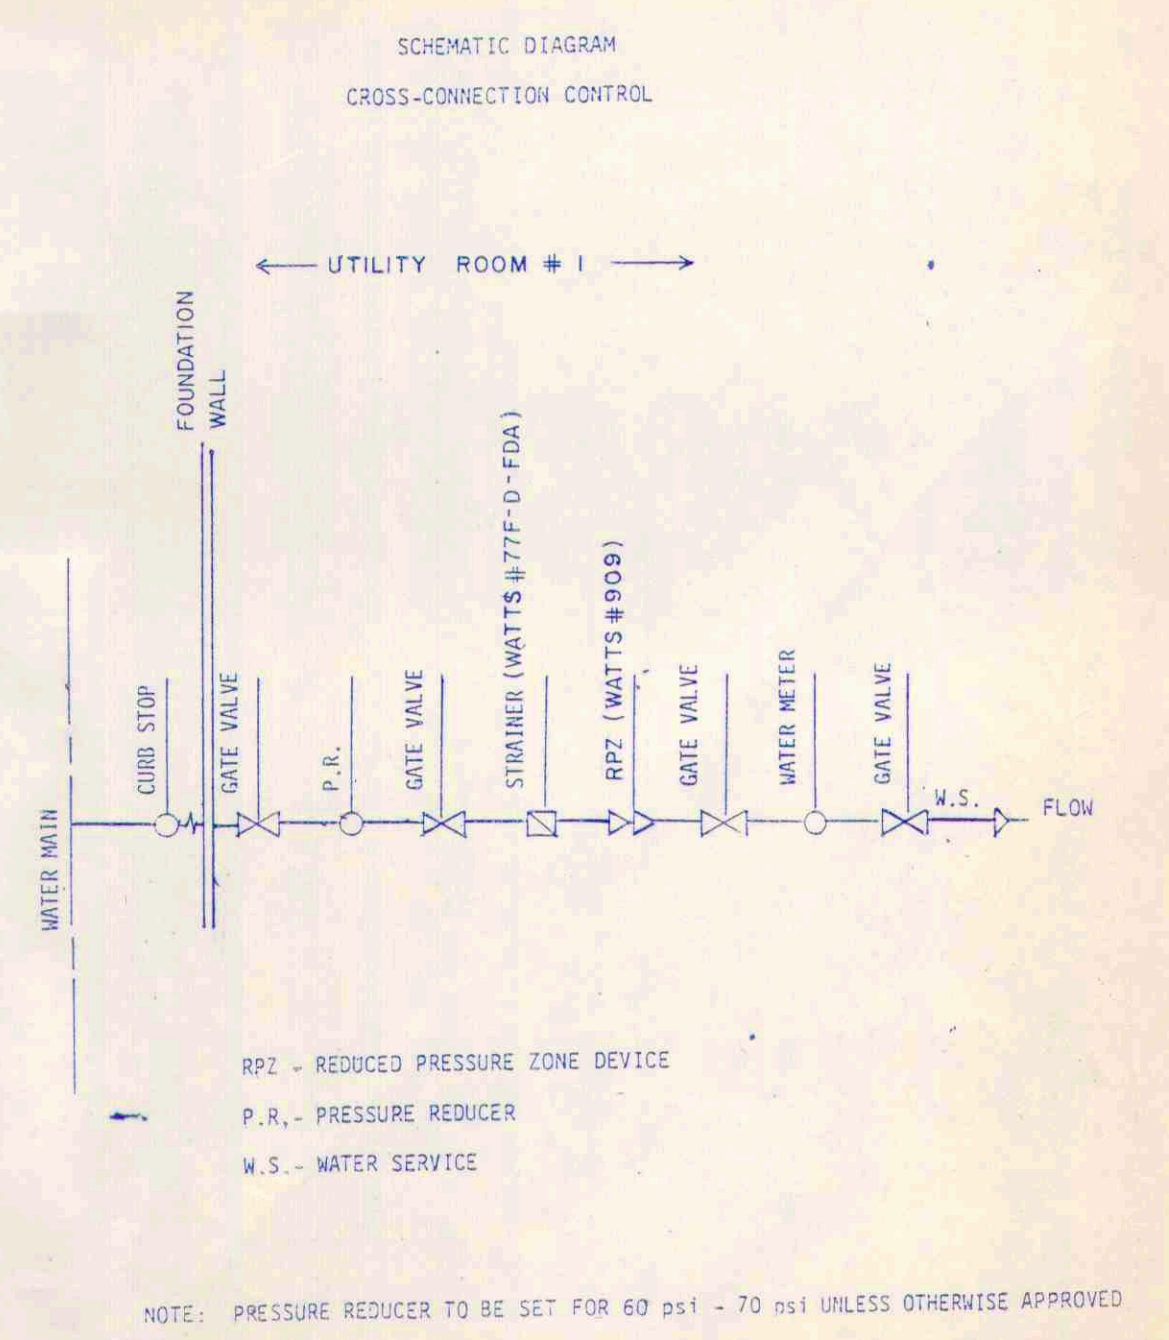 SCHEMATIC DIAGRAM
CROSS-CONNECTION CONTROL
UTILITY ROOM # 1
FOUNDATION
WALL
WATER MAIN
CURB STOP
GATE VALVE
P.R.
GATE VALVE
STRAINER (WATTS #77F-D-FDA)
RPZ (WATTS #909)
GATE VALVE
WATER METER
GATE VALVE
W.S.
FLOW
RPZ - REDUCED PRESSURE ZONE DEVICE
P.R,- PRESSURE REDUCER
W.S.- WATER SERVICE
NOTE: PRESSURE REDUCER TO BE SET FOR 60 psi - 70 psi UNLESS OTHERWISE APPROVED